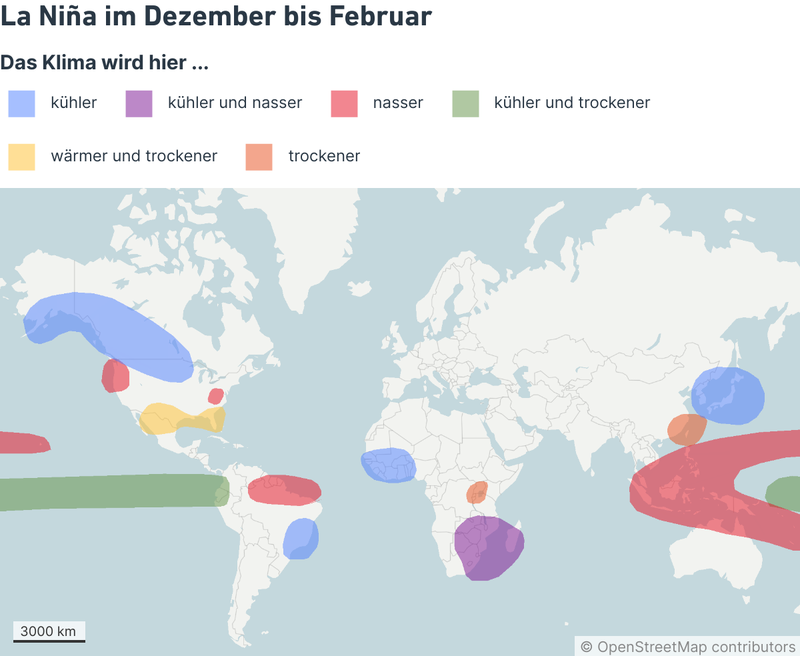 La Niña im Dezember bis Februar
Das Klima wird hier ...
kühler kühler und nasser nasser kühler und trockener
wärmer und trockener trockener
3000 km
© OpenStreetMap contributors